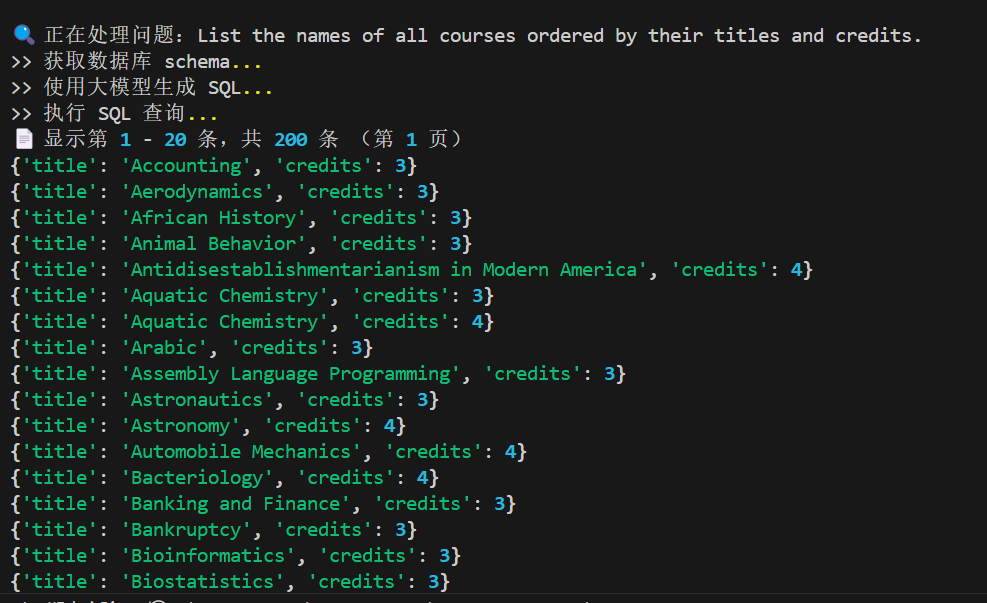 正在处理问题: List the names of all courses ordered by their titles and credits.
>> 获取数据库 schema...
>> 使用大模型生成 SQL...
>> 执行 SQL 查询...
显示第 1 - 20 条，共 200 条 （第 1 页）
{'title': 'Accounting', 'credits': 3}
{'title': 'Aerodynamics', 'credits': 3}
{'title': 'African History', 'credits': 3}
{'title': 'Animal Behavior', 'credits': 3}
{'title': 'Antidisestablishmentarianism in Modern America', 'credits': 4}
{'title': 'Aquatic Chemistry', 'credits': 3}
{'title': 'Aquatic Chemistry', 'credits': 4}
{'title': 'Arabic', 'credits': 3}
{'title': 'Assembly Language Programming', 'credits': 3}
{'title': 'Astronautics', 'credits': 3}
{'title': 'Astronomy', 'credits': 4}
{'title': 'Automobile Mechanics', 'credits': 4}
{'title': 'Bacteriology', 'credits': 4}
{'title': 'Banking and Finance', 'credits': 3}
{'title': 'Bankruptcy', 'credits': 3}
{'title': 'Bioinformatics', 'credits': 3}
{'title': 'Biostatistics', 'credits': 3}